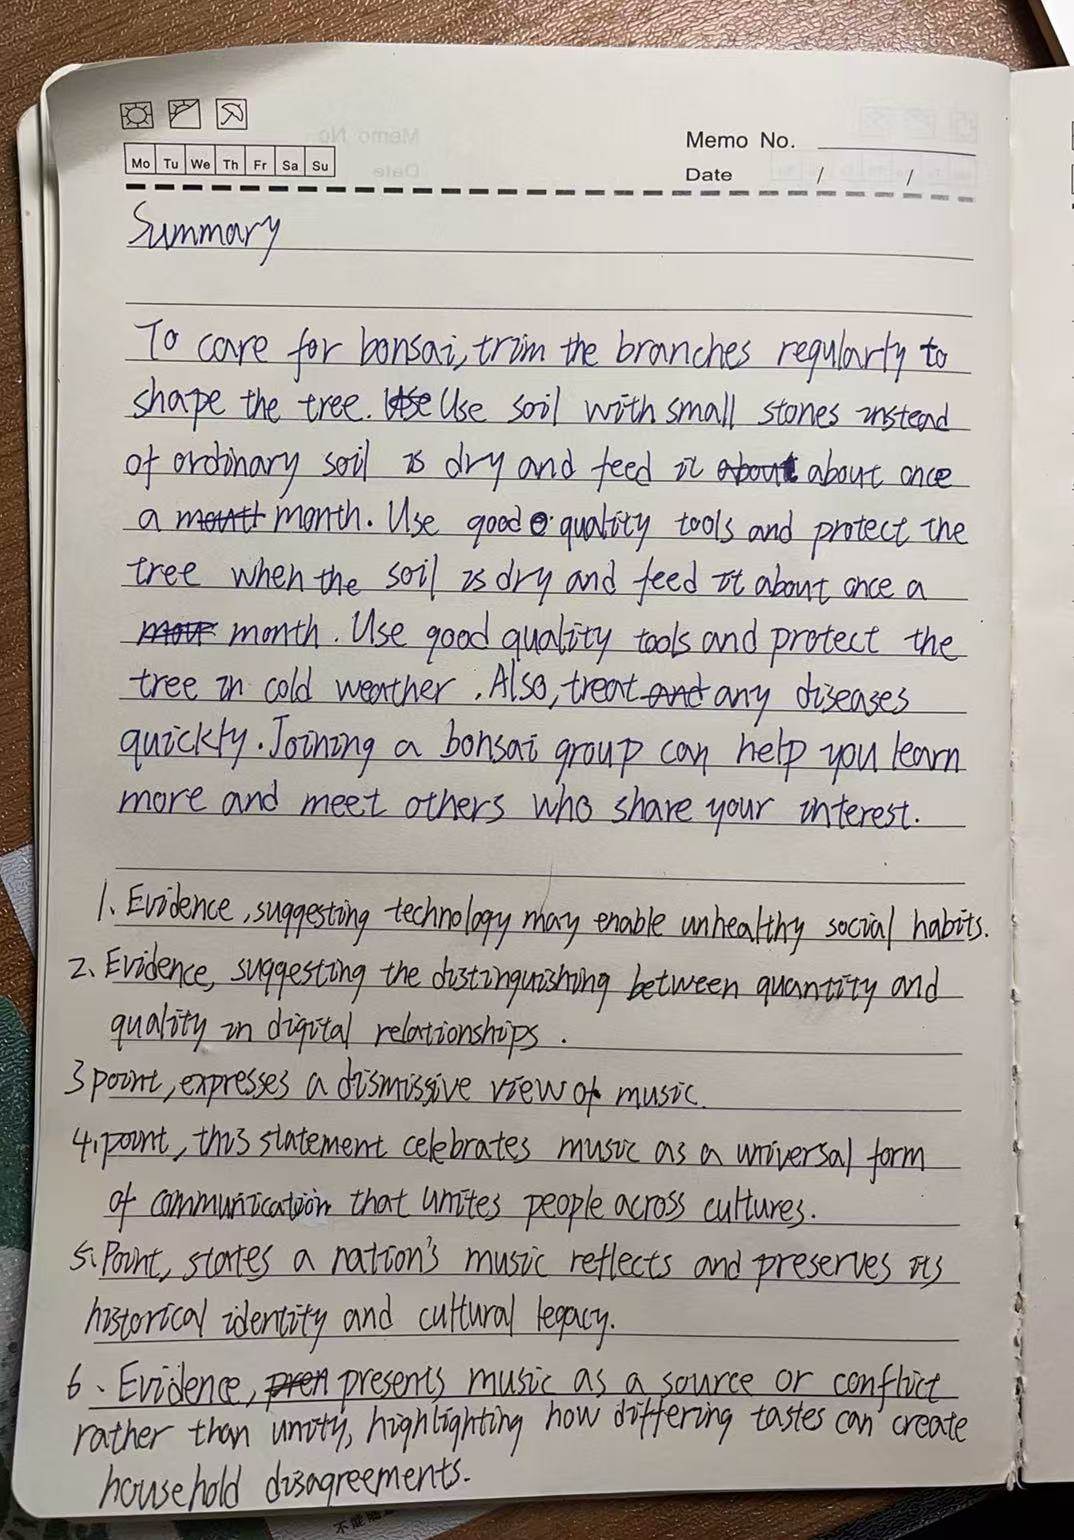 Mo Tu We Th Fr Sa Su
Memo No.
Date / /
Summary
To care for bonsai, trim the branches regularly to
shape the tree. Use Use soil with small stones instead
of ordinary soil is dry and feed it about about once
a month. Use good quality tools and protect the
tree when the soil is dry and feed it about once a
month. Use good quality tools and protect the
tree in cold weather. Also, treat and any diseases
quickly. Joining a bonsai group can help you learn
more and meet others who share your interest.
1、Evidence, suggesting technology may enable unhealthy social habits.
2、Evidence, suggesting the distinguishing between quantity and
quality in digital relationships.
3 point, expresses a dismissive view of music.
4, point, this statement celebrates music as a universal form
of communication that unites people across cultures.
5. Point, states a nation's music reflects and preserves its
historical identity and cultural legacy.
6、Evidence, pren presents music as a source or conflict
rather than unity, highlighting how differing tastes can create
household disagreements.